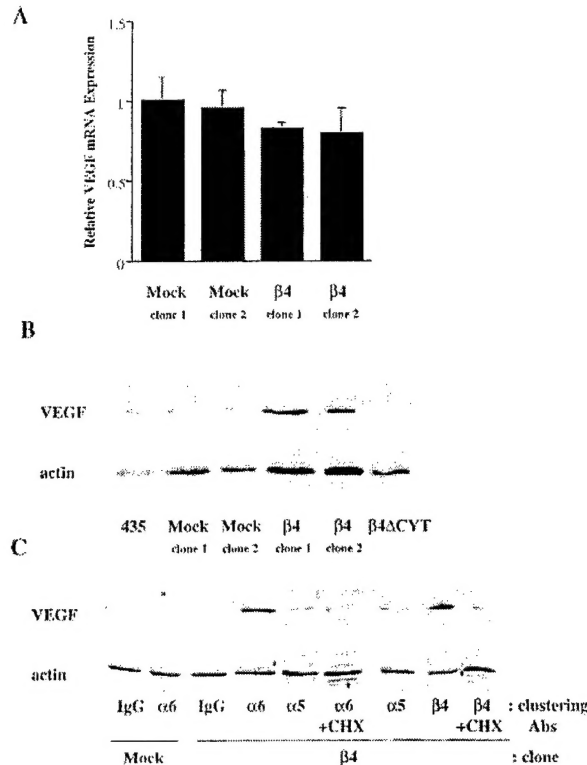 A
Relative VEGF mRNA Expression
1.5
1
0.5
0
Mock Mock β4 β4
clone 1 clone 2 clone 1 clone 2
B
VEGF
actin
435 Mock Mock β4 β4 β4ΔCYT
clone 1 clone 2 clone 1 clone 2
C
VEGF
actin
IgG α6 IgG α6 α5 α6 α5 β4 β4 : clustering
+CHX +CHX Abs
Mock β4 : clone